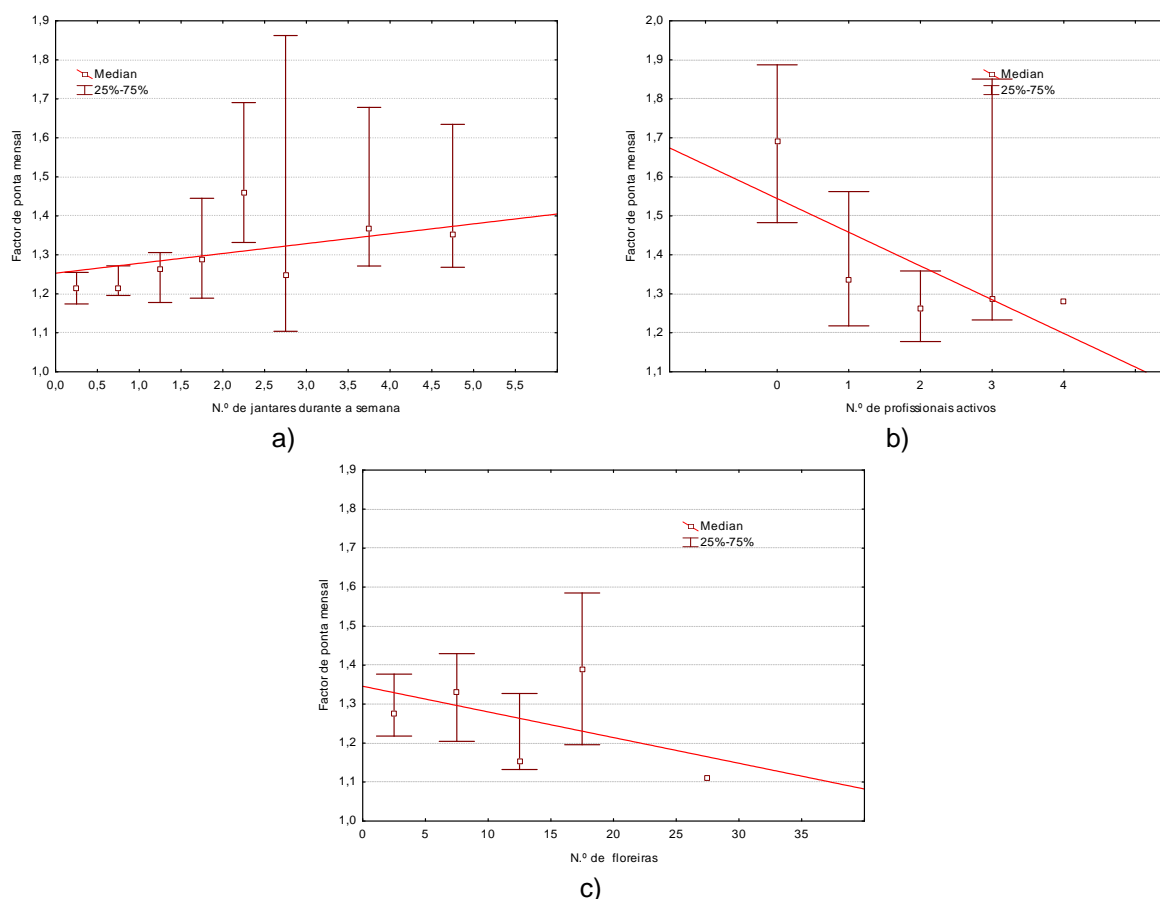 1,9
1,8
1,7
1,6
1,5
1,4
1,3
1,2
1,1
1,0
Factor de ponta mensal
Median
25%-75%
0,0 0,5 1,0 1,5 2,0 2,5 3,0 3,5 4,0 4,5 5,0 5,5
N.º de jantares durante a semana
a)
2,0
1,9
1,8
1,7
1,6
1,5
1,4
1,3
1,2
1,1
Factor de ponta mensal
Median
25%-75%
0 1 2 3 4
N.º de profissionais activos
b)
1,9
1,8
1,7
1,6
1,5
1,4
1,3
1,2
1,1
1,0
Factor de ponta mensal
Median
25%-75%
0 5 10 15 20 25 30 35
N.º de floreiras
c)